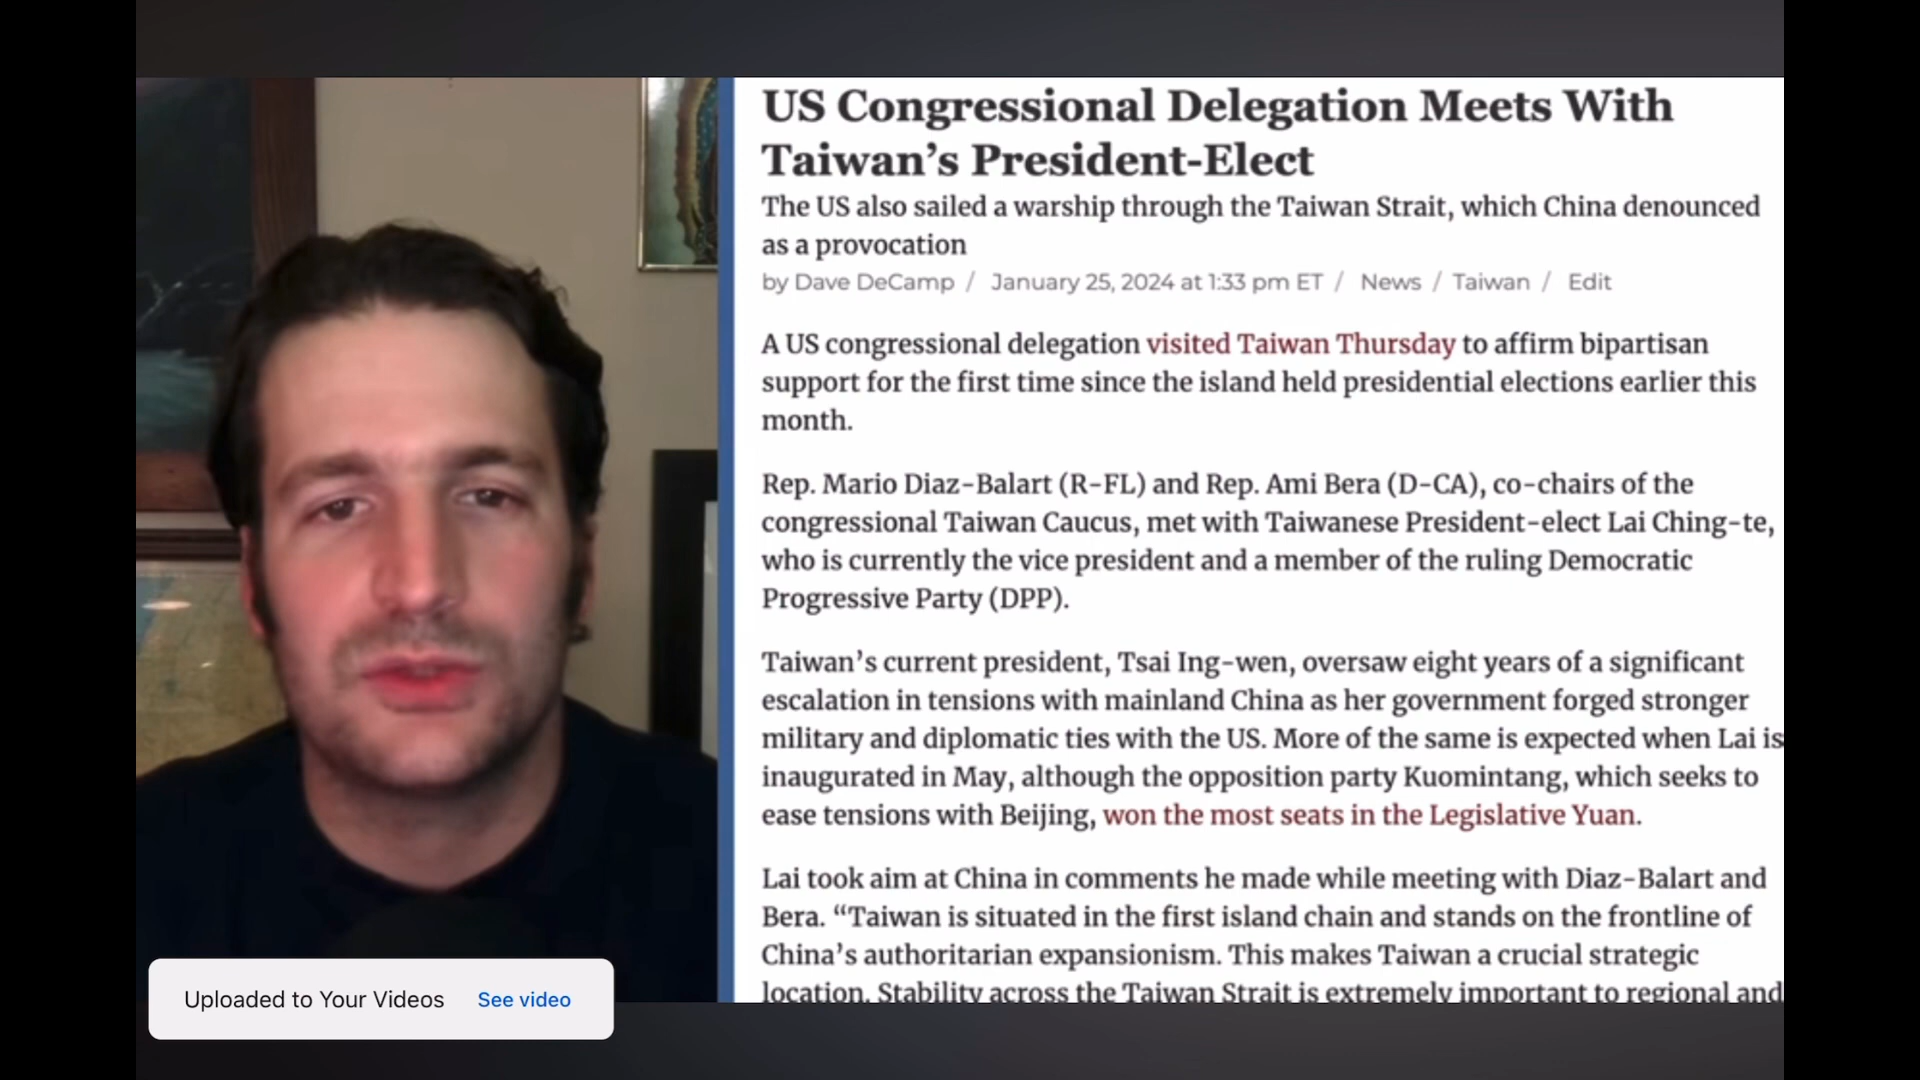 US Congressional Delegation Meets With
Taiwan’s President-Elect
The US also sailed a warship through the Taiwan Strait, which China denounced
as a provocation
by Dave DeCamp / January 25, 2024 at 1:33 pm ET / News / Taiwan / Edit
A US congressional delegation visited Taiwan Thursday to affirm bipartisan
support for the first time since the island held presidential elections earlier this
month.
Rep. Mario Diaz-Balart (R-FL) and Rep. Ami Bera (D-CA), co-chairs of the
congressional Taiwan Caucus, met with Taiwanese President-elect Lai Ching-te,
who is currently the vice president and a member of the ruling Democratic
Progressive Party (DPP).
Taiwan’s current president, Tsai Ing-wen, oversaw eight years of a significant
escalation in tensions with mainland China as her government forged stronger
military and diplomatic ties with the US. More of the same is expected when Lai is
inaugurated in May, although the opposition party Kuomintang, which seeks to
ease tensions with Beijing, won the most seats in the Legislative Yuan.
Lai took aim at China in comments he made while meeting with Diaz-Balart and
Bera. “Taiwan is situated in the first island chain and stands on the frontline of
China’s authoritarian expansionism. This makes Taiwan a crucial strategic
location. Stability across the Taiwan Strait is extremely important to regional and
Uploaded to Your Videos See video